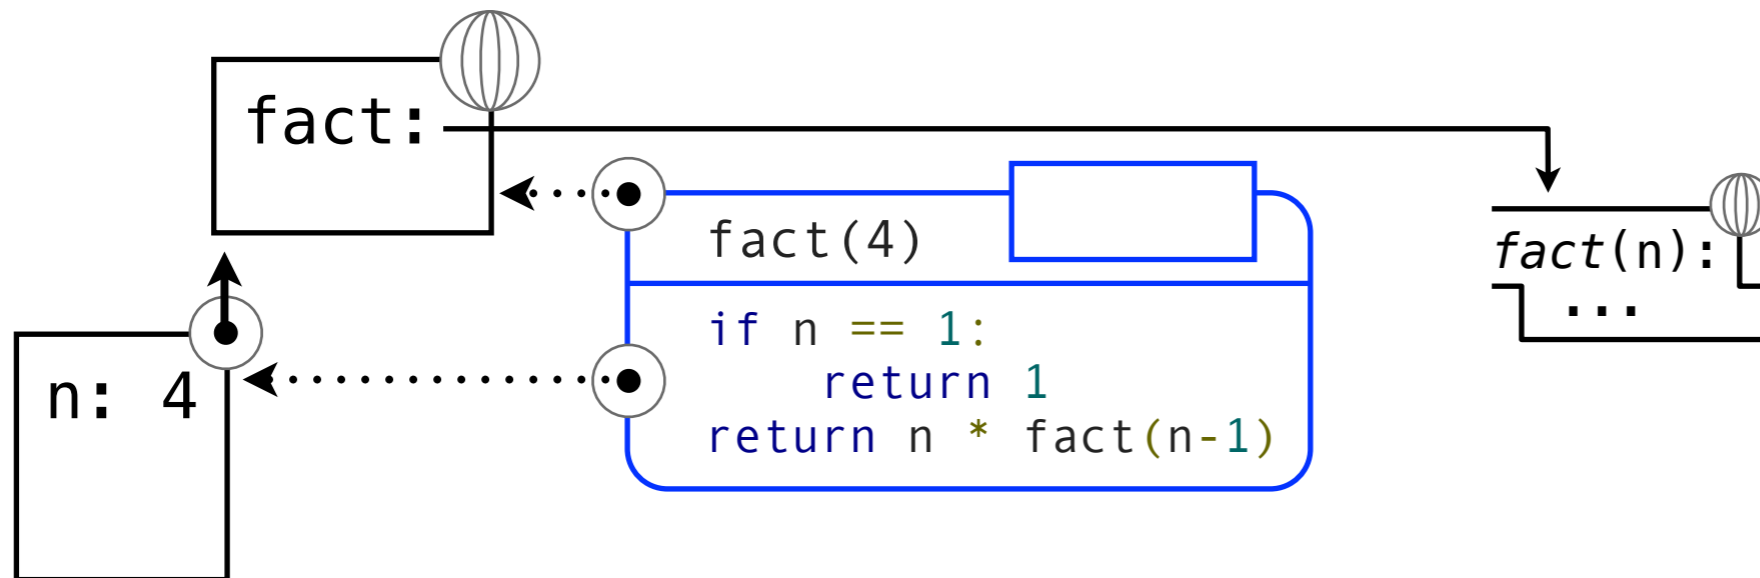 fact:
fact(4)
fact(n):
...
if n == 1:
return 1
return n * fact(n-1)
n: 4